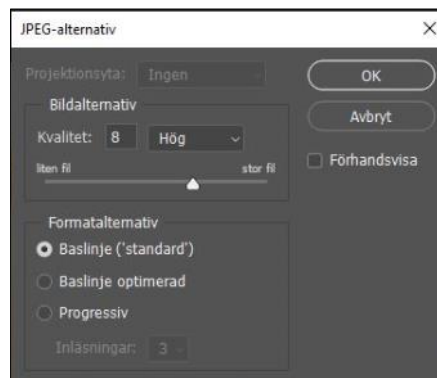 JPEG-alternativ
Projektionsyta: Ingen
OK
Bildalternativ
Avbryt
Kvalitet: 8 Hög
Förhandsvisa
liten fil stor fil
Formatalternativ
Baslinje ('standard')
Baslinje optimerad
Progressiv
Inläsningar: 3